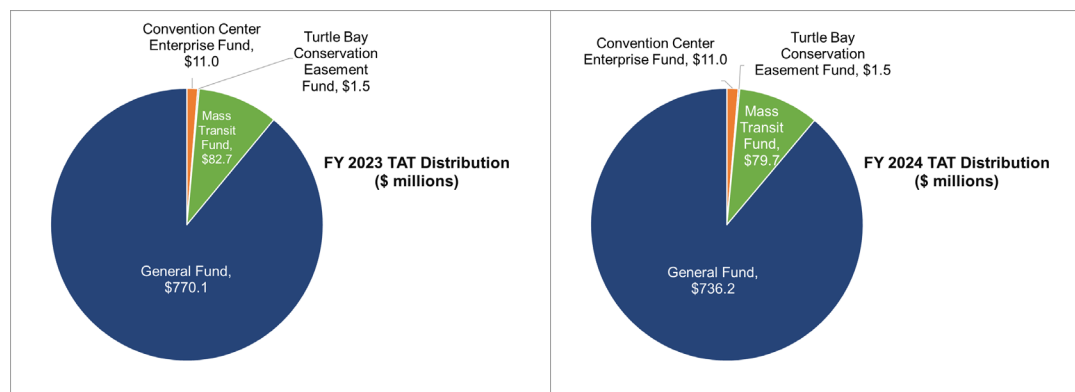 Convention Center
Enterprise Fund,
$11.0
Turtle Bay
Conservation
Easement
Fund, $1.5
Mass
Transit
Fund,
$82.7
FY 2023 TAT Distribution
($ millions)
General Fund,
$770.1
Convention Center
Enterprise Fund, $11.0
Turtle Bay
Conservation
Easement Fund, $1.5
Mass
Transit
Fund,
$79.7
FY 2024 TAT Distribution
($ millions)
General Fund,
$736.2